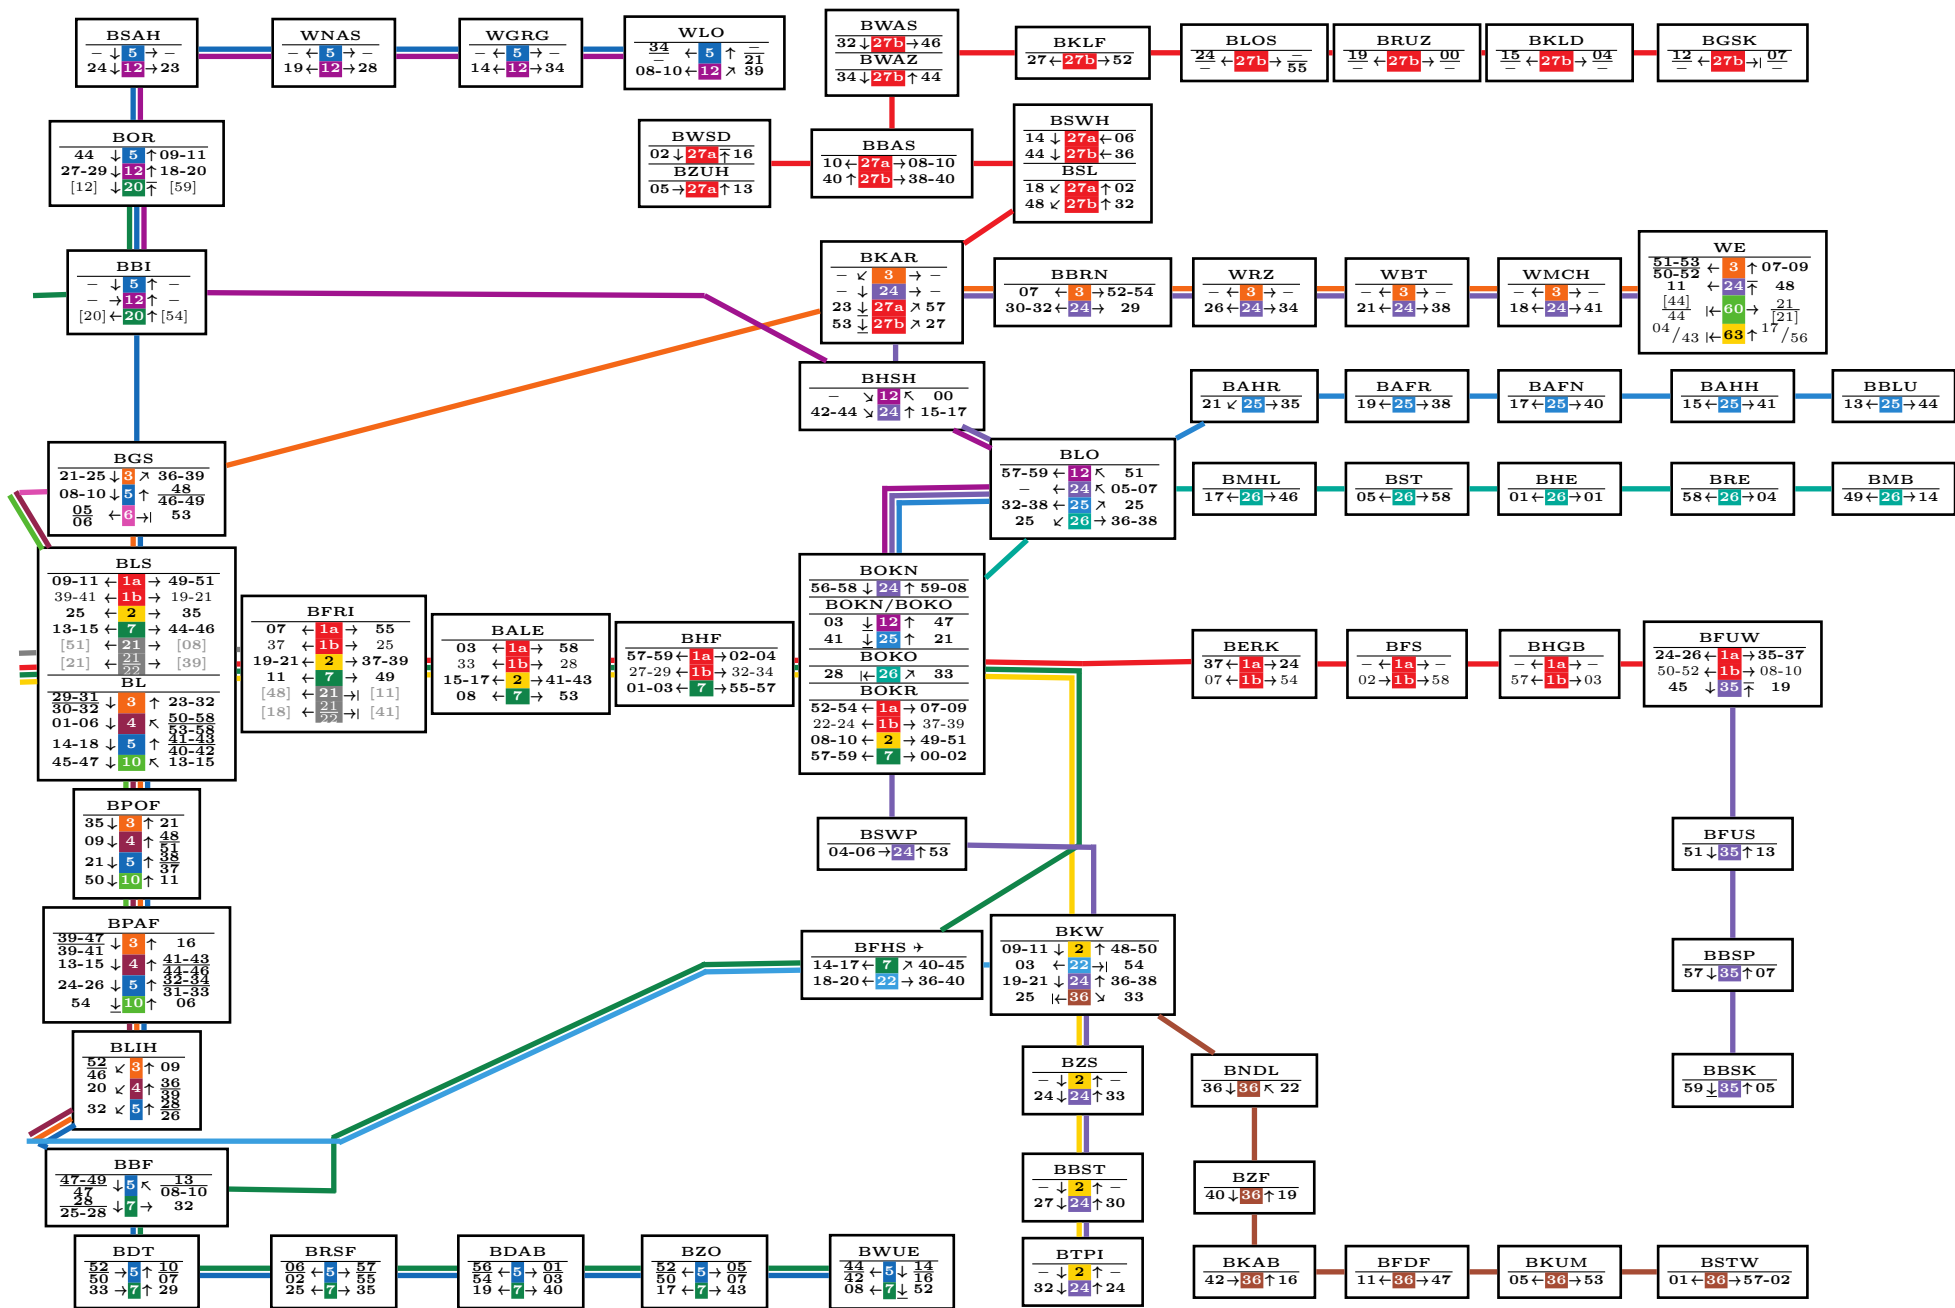 BSAH
– ↓ 5 → –
24 ↓ 12 → 23
WNAS
– ← 5 → –
19 ← 12 → 28
WGRG
– ← 5 → –
14 ← 12 → 34
WLO
34/– ← 5 ↑ –/21
08-10 ← 12 ↗ 39
BWAS
32 ↓ 27b → 46
BWAZ
34 ↓ 27b ↑ 44
BKLF
27 ← 27b → 52
BLOS
24/– ← 27b → –/55
BRUZ
19/– ← 27b → 00/–
BKLD
15/– ← 27b → 04/–
BGSK
12/– ← 27b →| 07/–
BOR
44 ↓ 5 ↑ 09-11
27-29 ↓ 12 ↑ 18-20
[12] ↓ 20 ↑ [59]
BWSD
02 ↓ 27a ↑ 16
BZUH
05 → 27a ↑ 13
BBAS
10 ← 27a → 08-10
40 ↑ 27b → 38-40
BSWH
14 ↓ 27a ← 06
44 ↓ 27b ← 36
BSL
18 ↙ 27a ↑ 02
48 ↙ 27b ↑ 32
BBI
– ↓ 5 ↑ –
– → 12 ↑ –
[20] ← 20 ↑ [54]
BKAR
– ↙ 3 → –
– ↓ 24 → –
23 ↓ 27a ↗ 57
53 ↓ 27b ↗ 27
BBRN
07 ← 3 → 52-54
30-32 ← 24 → 29
WRZ
– ← 3 → –
26 ← 24 → 34
WBT
– ← 3 → –
21 ← 24 → 38
WMCH
– ← 3 → –
18 ← 24 → 41
WE
51-53/50-52 ← 3 ↑ 07-09
11 ← 24 ↑ 48
[44]/44 |← 60 → 21/[21]
04/43 |← 63 ↑ 17/56
BHSH
– ↘ 12 ↖ 00
42-44 ↘ 24 ↑ 15-17
BAHR
21 ↙ 25 → 35
BAFR
19 ← 25 → 38
BAFN
17 ← 25 → 40
BAHH
15 ← 25 → 41
BBLU
13 ← 25 → 44
BGS
21-25 ↓ 3 ↗ 36-39
08-10 ↓ 5 ↑ 48/46-49
05/06 ← 6 →| 53
BLO
57-59 ← 12 ↖ 51
– ← 24 ↖ 05-07
32-38 ← 25 ↗ 25
25 ↙ 26 → 36-38
BMHL
17 ← 26 → 46
BST
05 ← 26 → 58
BHE
01 ← 26 → 01
BRE
58 ← 26 → 04
BMB
49 ← 26 → 14
BLS
09-11 ← 1a → 49-51
39-41 ← 1b → 19-21
25 ← 2 → 35
13-15 ← 7 → 44-46
[51] ← 21 → [08]
[21] ← 21/22 → [39]
BL
29-31/30-32 ↓ 3 ↑ 23-32
01-06 ↓ 4 ↖ 50-58/53-58
14-18 ↓ 5 ↑ 41-43/40-42
45-47 ↓ 10 ↖ 13-15
BFRI
07 ← 1a → 55
37 ← 1b → 25
19-21 ← 2 → 37-39
11 ← 7 → 49
[48] ← 21 →| [11]
[18] ← 21/22 →| [41]
BALE
03 ← 1a → 58
33 ← 1b → 28
15-17 ← 2 → 41-43
08 ← 7 → 53
BHF
57-59 ← 1a → 02-04
27-29 ← 1b → 32-34
01-03 ← 7 → 55-57
BOKN
56-58 ↓ 24 ↑ 59-08
BOKN/BOKO
03 ↓ 12 ↑ 47
41 ↓ 25 ↑ 21
BOKO
28 |← 26 ↗ 33
BOKR
52-54 ← 1a → 07-09
22-24 ← 1b → 37-39
08-10 ← 2 → 49-51
57-59 ← 7 → 00-02
BERK
37 ← 1a → 24
07 ← 1b → 54
BFS
– ← 1a → –
02 → 1b → 58
BHGB
– ← 1a → –
57 ← 1b → 03
BFUW
24-26 ← 1a → 35-37
50-52 ← 1b → 08-10
45 ↓ 35 ↑ 19
BPOF
35 ↓ 3 ↑ 21
09 ↓ 4 ↑ 48/51
21 ↓ 5 ↑ 38/37
50 ↓ 10 ↑ 11
BSWP
04-06 → 24 ↑ 53
BFUS
51 ↓ 35 ↑ 13
BPAF
39-47/39-41 ↓ 3 ↑ 16
13-15 ↓ 4 ↑ 41-43/44-46
24-26 ↓ 5 ↑ 32-34/31-33
54 ↓ 10 ↑ 06
BFHS ✈
14-17 ← 7 ↗ 40-45
18-20 ← 22 → 36-40
BKW
09-11 ↓ 2 ↑ 48-50
03 ← 22 →| 54
19-21 ↓ 24 ↑ 36-38
25 |← 36 ↘ 33
BBSP
57 ↓ 35 ↑ 07
BLIH
52/46 ↙ 3 ↑ 09
20 ↙ 4 ↑ 36/39
32 ↙ 5 ↑ 28/26
BZS
– ↓ 2 ↑ –
24 ↓ 24 ↑ 33
BNDL
36 ↓ 36 ↖ 22
BBSK
59 ↓ 35 ↑ 05
BBF
47-49/47 ↓ 5 ↖ 13/08-10
28/25-28 ↓ 7 → 32
BBST
– ↓ 2 ↑ –
27 ↓ 24 ↑ 30
BZF
40 ↓ 36 ↑ 19
BDT
52/50 → 5 ↑ 10/07
33 → 7 ↑ 29
BRSF
06/02 ← 5 → 57/55
25 ← 7 → 35
BDAB
56/54 ← 5 → 01/03
19 ← 7 → 40
BZO
52/50 ← 5 → 05/07
17 ← 7 → 43
BWUE
44/42 ← 5 ↓ 14/16
08 ← 7 ↓ 52
BTPI
– ↓ 2 ↑ –
32 ↓ 24 ↑ 24
BKAB
42 → 36 ↑ 16
BFDF
11 ← 36 → 47
BKUM
05 ← 36 → 53
BSTW
01 ← 36 → 57-02